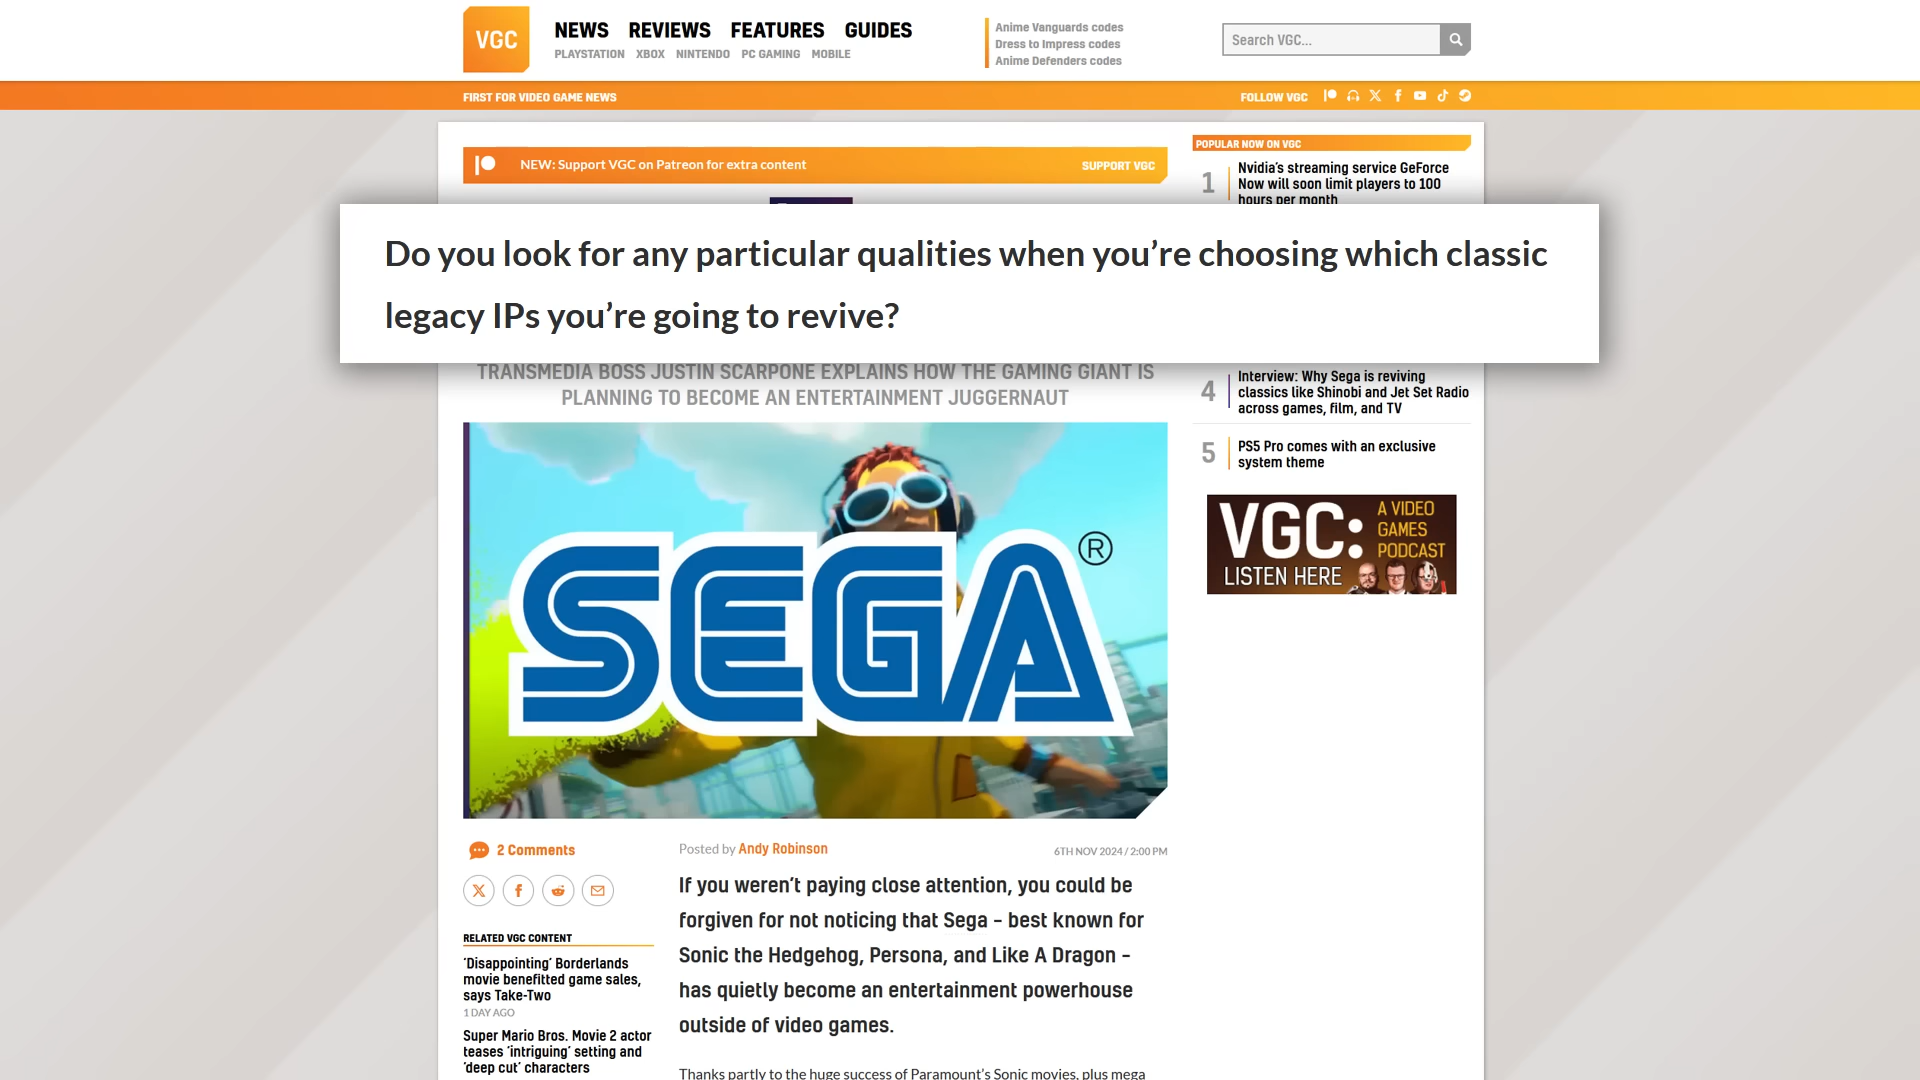 VGC
NEWS REVIEWS FEATURES GUIDES
PLAYSTATION XBOX NINTENDO PC GAMING MOBILE
Anime Vanguards codes
Dress to Impress codes
Anime Defenders codes
Search VGC...
FIRST FOR VIDEO GAME NEWS
FOLLOW VGC
NEW: Support VGC on Patreon for extra content
SUPPORT VGC
POPULAR NOW ON VGC
1
Nvidia's streaming service GeForce
Now will soon limit players to 100
hours per month
Do you look for any particular qualities when you’re choosing which classic
legacy IPs you’re going to revive?
TRANSMEDIA BOSS JUSTIN SCARPONE EXPLAINS HOW THE GAMING GIANT IS
PLANNING TO BECOME AN ENTERTAINMENT JUGGERNAUT
4
Interview: Why Sega is reviving
classics like Shinobi and Jet Set Radio
across games, film, and TV
5
PS5 Pro comes with an exclusive
system theme
VGC:
A VIDEO
GAMES
PODCAST
LISTEN HERE
SEGA®
2 Comments
Posted by Andy Robinson
6TH NOV 2024 / 2:00 PM
If you weren’t paying close attention, you could be
forgiven for not noticing that Sega – best known for
Sonic the Hedgehog, Persona, and Like A Dragon –
has quietly become an entertainment powerhouse
outside of video games.
RELATED VGC CONTENT
‘Disappointing’ Borderlands
movie benefitted game sales,
says Take-Two
1 DAY AGO
Super Mario Bros. Movie 2 actor
teases ‘intriguing’ setting and
‘deep cut’ characters
Thanks partly to the huge success of Paramount’s Sonic movies, plus mega